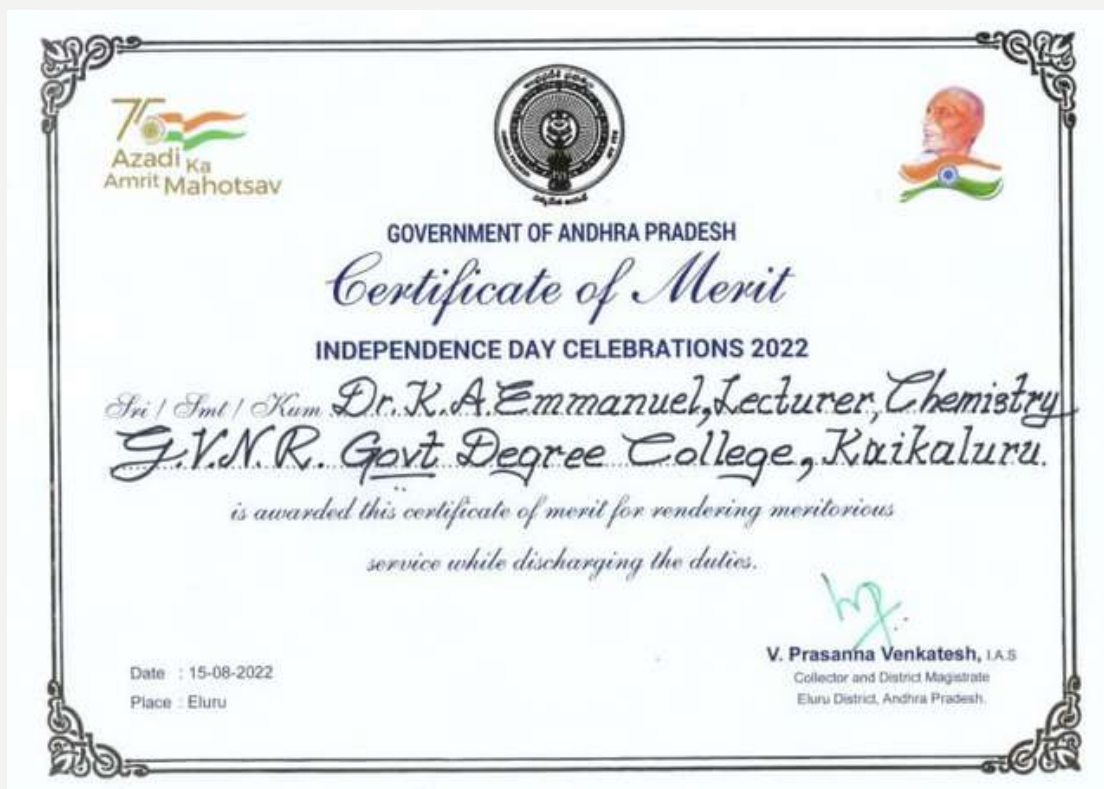 75
Azadi Ka
Amrit Mahotsav
GOVERNMENT OF ANDHRA PRADESH
Certificate of Merit
INDEPENDENCE DAY CELEBRATIONS 2022
Sri / Smt / Kum Dr. K. A. Emmanuel, Lecturer, Chemistry
G.V.N.R. Govt Degree College, Kaikaluru.
is awarded this certificate of merit for rendering meritorious
service while discharging the duties.
V. Prasanna Venkatesh, I.A.S
Collector and District Magistrate
Eluru District, Andhra Pradesh.
Date : 15-08-2022
Place : Eluru